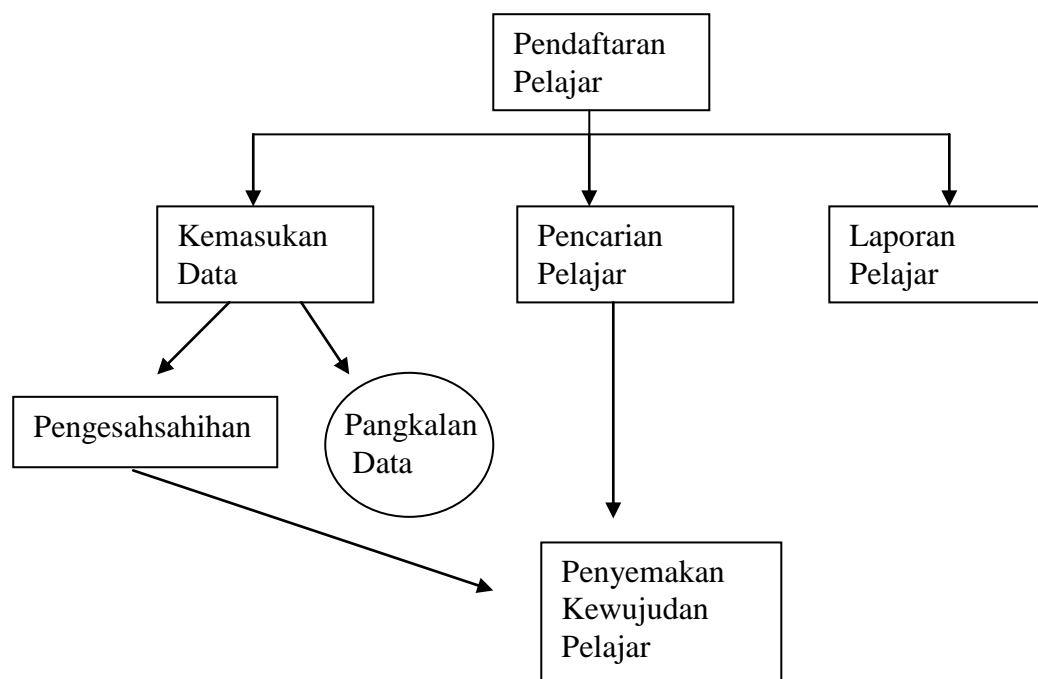 Pendaftaran
Pelajar
Kemasukan
Data
Pencarian
Pelajar
Laporan
Pelajar
Pengesahsahihan
Pangkalan
Data
Penyemakan
Kewujudan
Pelajar